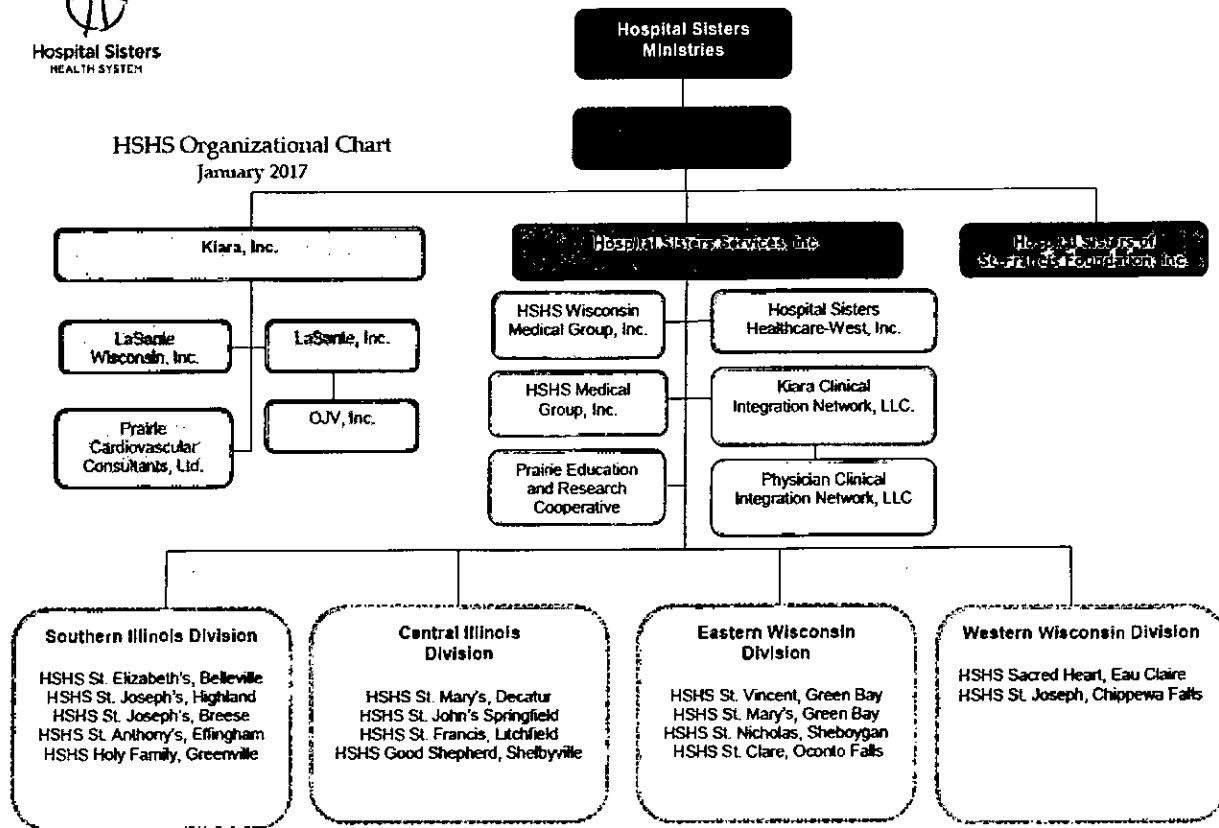 Hospital Sisters
HEALTH SYSTEM
Hospital Sisters
Ministries
HSHS Organizational Chart
January 2017
Kiara, Inc.
Hospital Sisters Services, Inc.
Hospital Sisters of
St. Francis Foundation, Inc.
LaSante
Wisconsin, Inc.
LaSante, Inc.
Prairie
Cardiovascular
Consultants, Ltd.
OJV, Inc.
HSHS Wisconsin
Medical Group, Inc.
Hospital Sisters
Healthcare-West, Inc.
HSHS Medical
Group, Inc.
Kiara Clinical
Integration Network, LLC.
Prairie Education
and Research
Cooperative
Physician Clinical
Integration Network, LLC
Southern Illinois Division
HSHS St. Elizabeth's, Belleville
HSHS St. Joseph's, Highland
HSHS St. Joseph's, Breese
HSHS St. Anthony's, Effingham
HSHS Holy Family, Greenville
Central Illinois
Division
HSHS St. Mary's, Decatur
HSHS St. John's Springfield
HSHS St. Francis, Litchfield
HSHS Good Shepherd, Shelbyville
Eastern Wisconsin
Division
HSHS St. Vincent, Green Bay
HSHS St. Mary's, Green Bay
HSHS St. Nicholas, Sheboygan
HSHS St. Clare, Oconto Falls
Western Wisconsin Division
HSHS Sacred Heart, Eau Claire
HSHS St. Joseph, Chippewa Falls